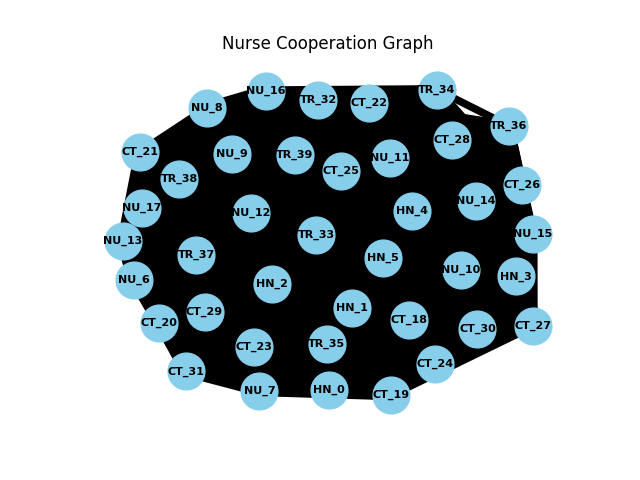 Nurse Cooperation Graph
TR_34
NU_16
TR_32
CT_22
NU_8
TR_36
CT_28
CT_21
NU_9
TR_39
NU_11
CT_25
TR_38
CT_26
NU_14
NU_17
NU_12
HN_4
TR_33
NU_15
NU_13
TR_37
HN_5
NU_10
HN_3
NU_6
HN_2
HN_1
CT_29
CT_18
CT_20
CT_27
CT_30
TR_35
CT_23
CT_24
CT_31
HN_0
NU_7
CT_19